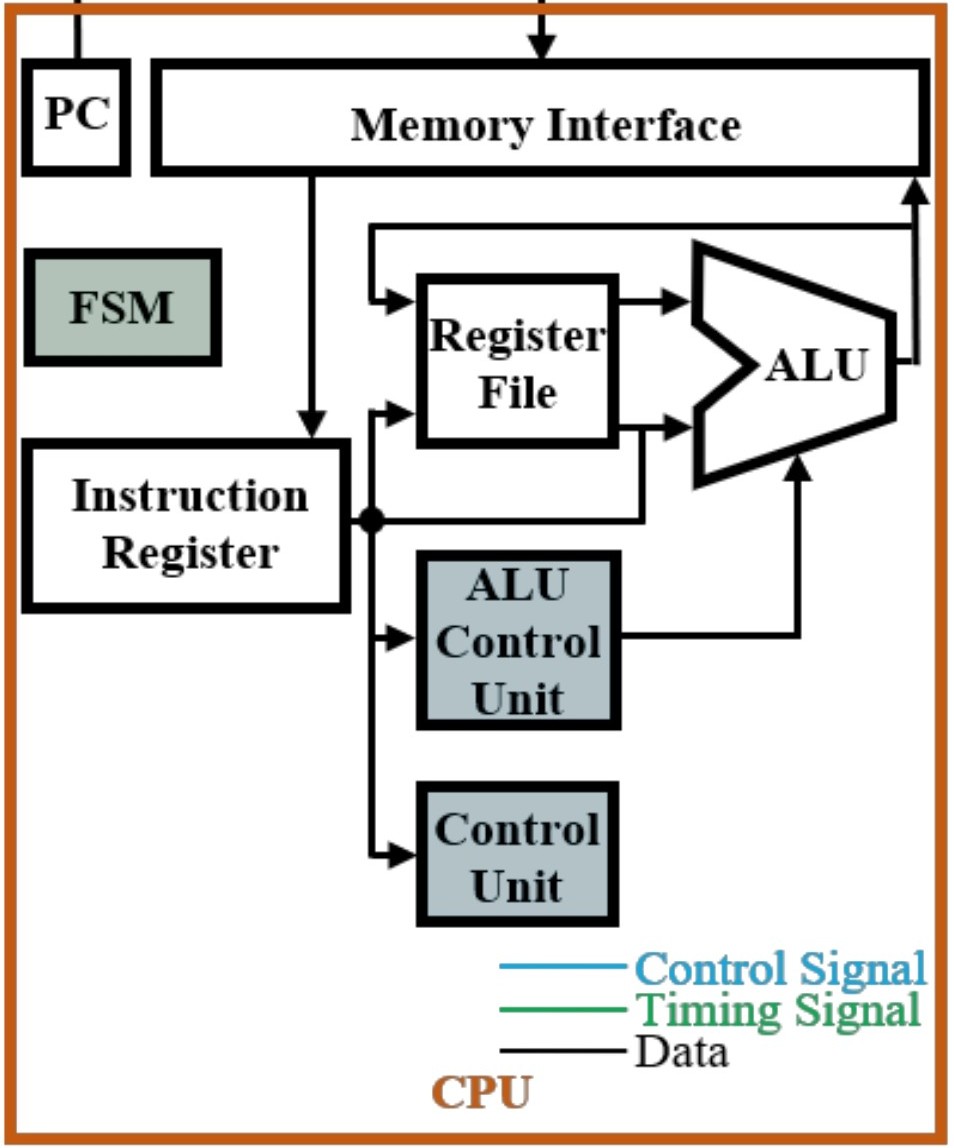 PC
Memory Interface
FSM
Register
File
ALU
Instruction
Register
ALU
Control
Unit
Control
Unit
Control Signal
Timing Signal
Data
CPU